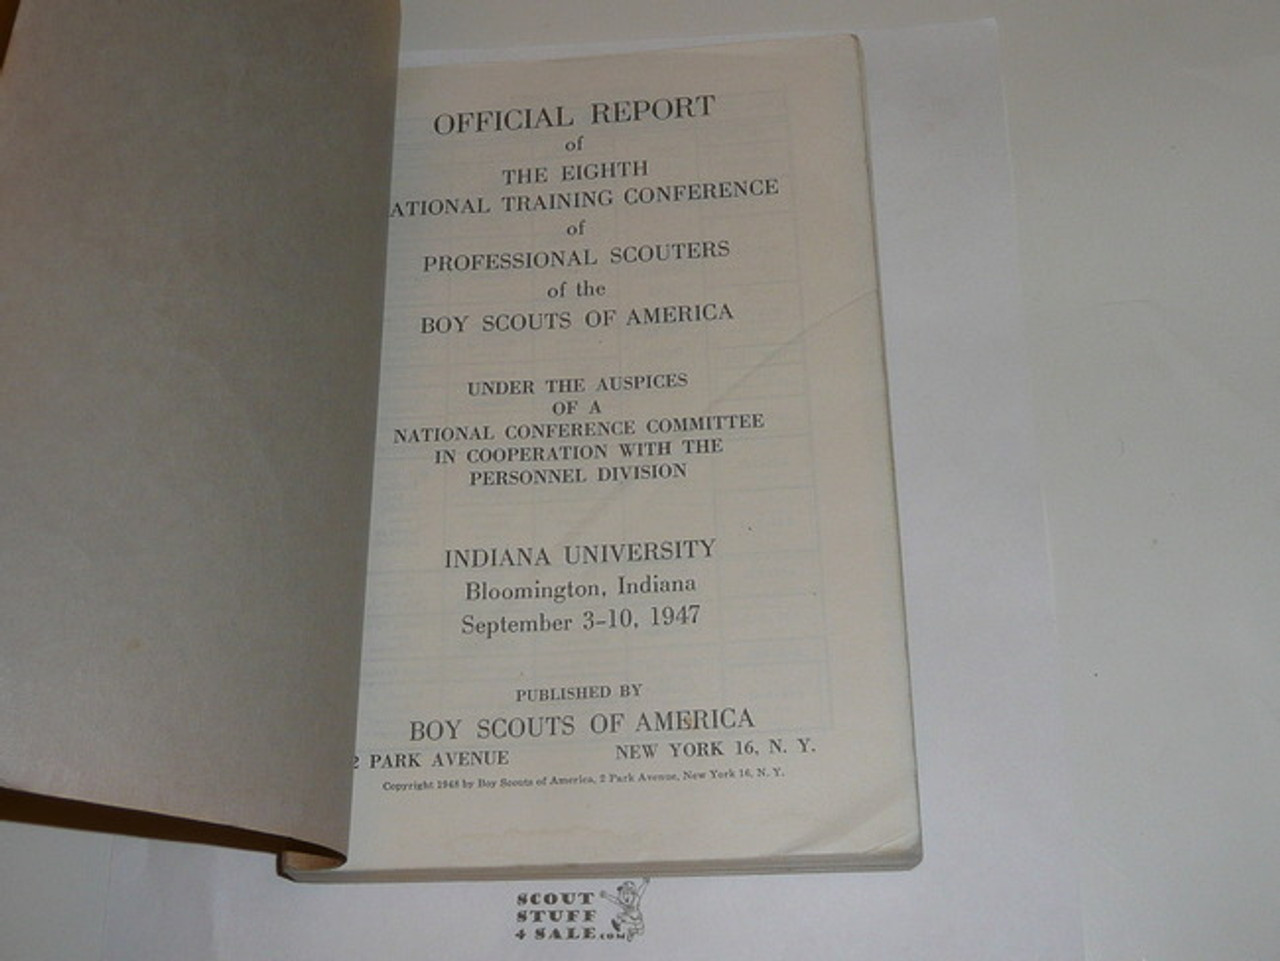 OFFICIAL REPORT
of
THE EIGHTH
ATIONAL TRAINING CONFERENCE
of
PROFESSIONAL SCOUTERS
of the
BOY SCOUTS OF AMERICA
UNDER THE AUSPICES
OF A
NATIONAL CONFERENCE COMMITTEE
IN COOPERATION WITH THE
PERSONNEL DIVISION
INDIANA UNIVERSITY
Bloomington, Indiana
September 3-10, 1947
PUBLISHED BY
BOY SCOUTS OF AMERICA
2 PARK AVENUE NEW YORK 16, N. Y.
Copyright 1948 by Boy Scouts of America, 2 Park Avenue, New York 16, N. Y.
SCOUT
STUFF
4 SALE.COM